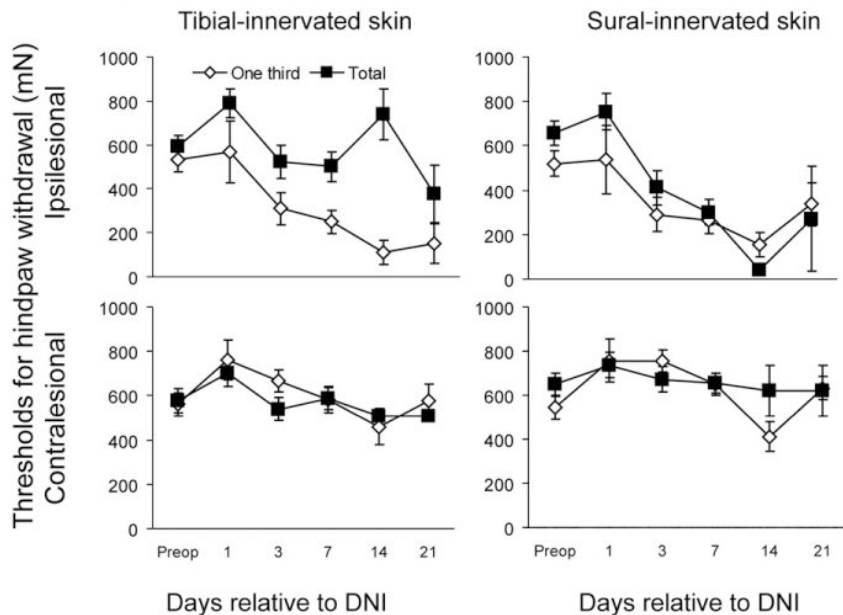 Tibial-innervated skin
Sural-innervated skin
Thresholds for hindpaw withdrawal (mN)
Ipsilesional
Contralesional
One third
Total
1000
800
600
400
200
0
1000
800
600
400
200
0
1000
800
600
400
200
0
1000
800
600
400
200
0
Preop 1 3 7 14 21
Preop 1 3 7 14 21
Days relative to DNI
Days relative to DNI